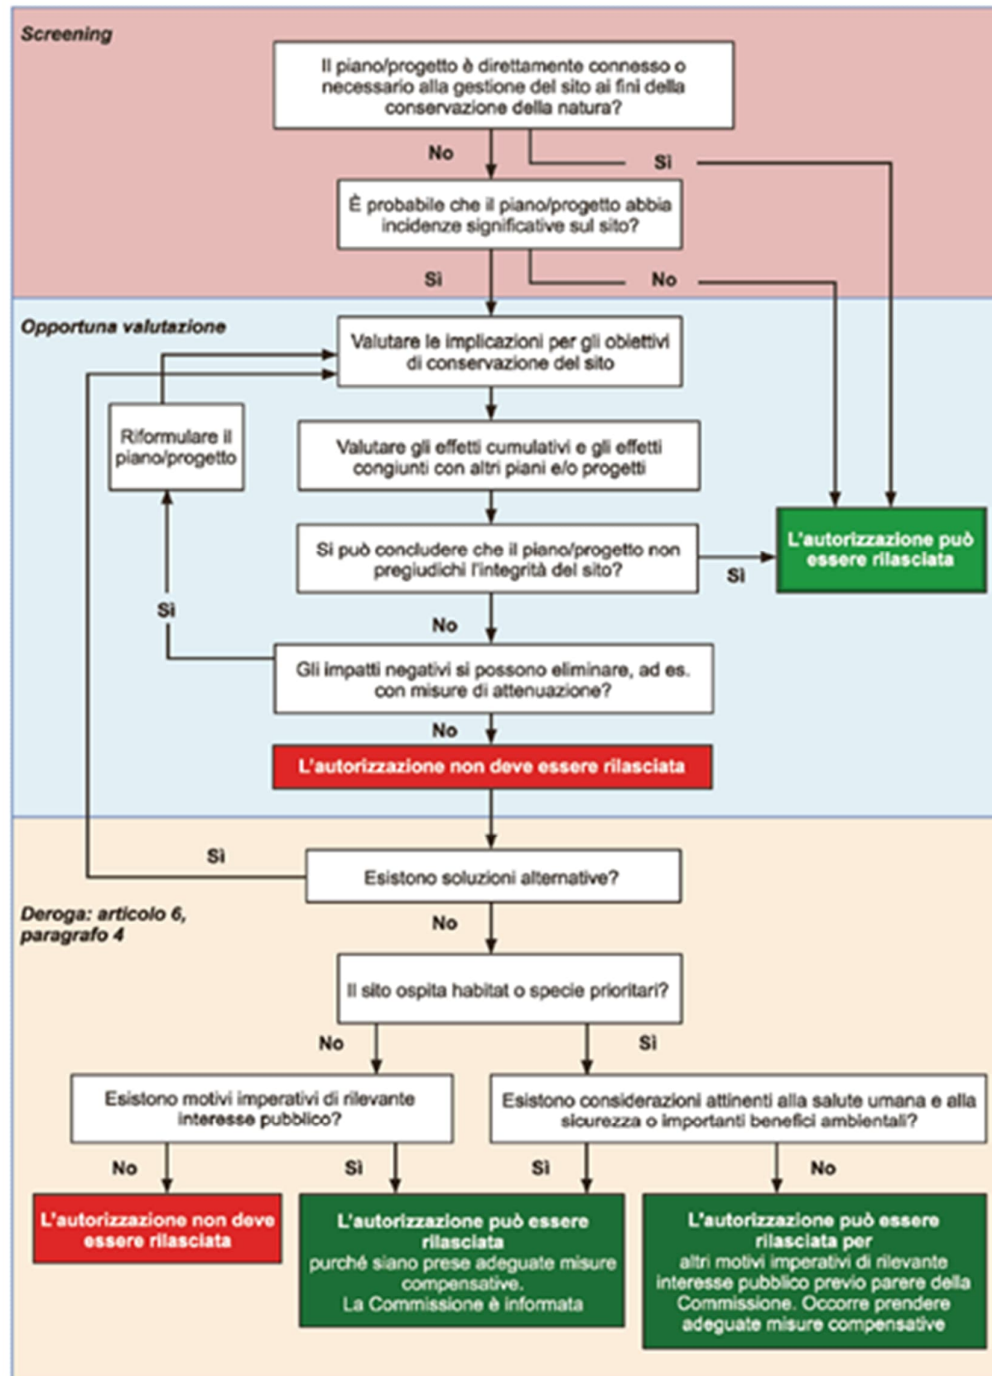 Screening
Il piano/progetto è direttamente connesso o
necessario alla gestione del sito ai fini della
conservazione della natura?
No
Sì
È probabile che il piano/progetto abbia
incidenze significative sul sito?
Sì
No
Opportuna valutazione
Valutare le implicazioni per gli obiettivi
di conservazione del sito
Riformulare il
piano/progetto
Valutare gli effetti cumulativi e gli effetti
congiunti con altri piani e/o progetti
L'autorizzazione può
essere rilasciata
Si può concludere che il piano/progetto non
pregiudichi l'integrità del sito?
Sì
Sì
No
Gli impatti negativi si possono eliminare, ad es.
con misure di attenuazione?
No
L'autorizzazione non deve essere rilasciata
Sì
Esistono soluzioni alternative?
Deroga: articolo 6,
paragrafo 4
No
Il sito ospita habitat o specie prioritari?
No
Sì
Esistono motivi imperativi di rilevante
interesse pubblico?
Esistono considerazioni attinenti alla salute umana e alla
sicurezza o importanti benefici ambientali?
No
Sì
Sì
No
L'autorizzazione non deve
essere rilasciata
L'autorizzazione può essere
rilasciata
purché siano prese adeguate misure
compensative.
La Commissione è informata
L'autorizzazione può essere
rilasciata per
altri motivi imperativi di rilevante
interesse pubblico previo parere della
Commissione. Occorre prendere
adeguate misure compensative